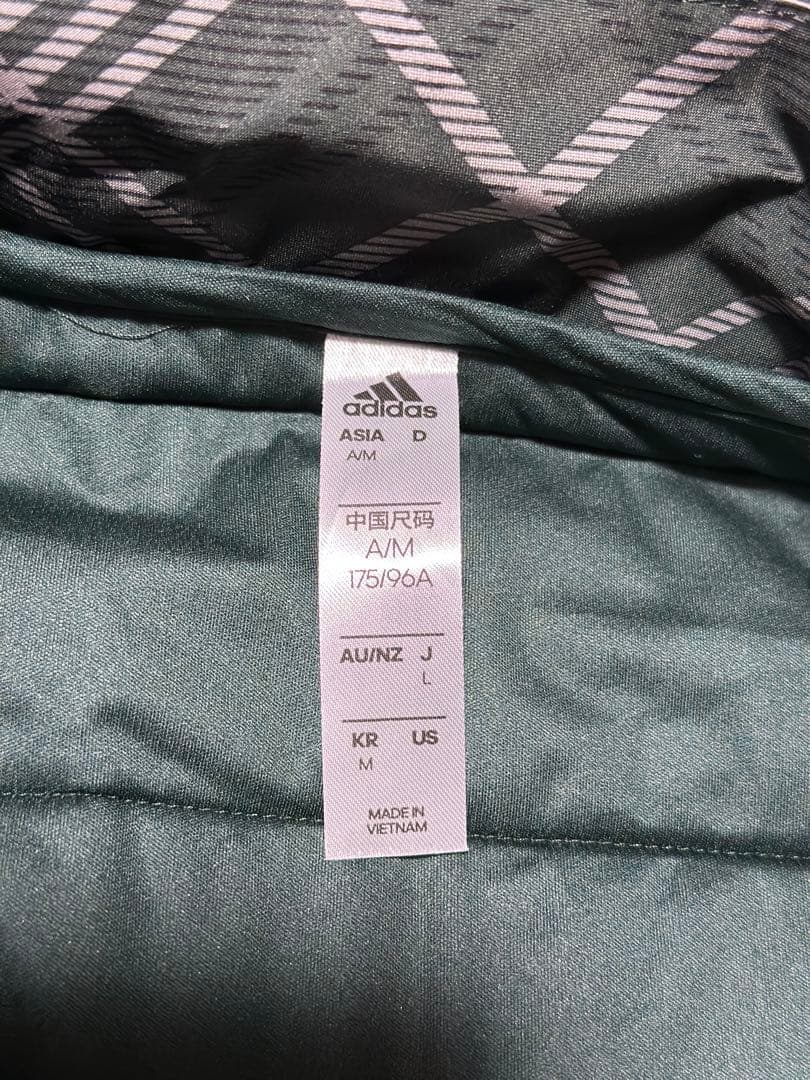 adidas
ASIA D
A/M
中国尺码
A/M
175/96A
AU/NZ J
L
KR US
M
MADE IN
VIETNAM